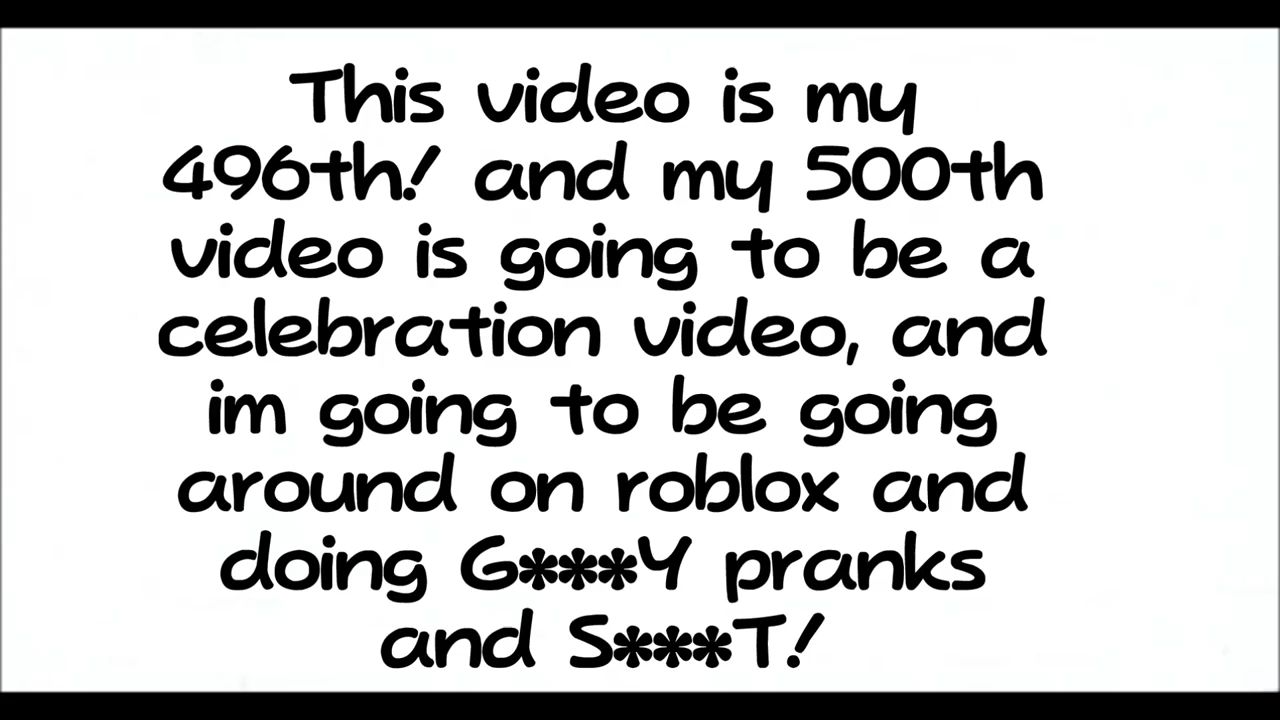 This video is my
496th! and my 500th
video is going to be a
celebration video, and
im going to be going
around on roblox and
doing G***Y pranks
and S***T!